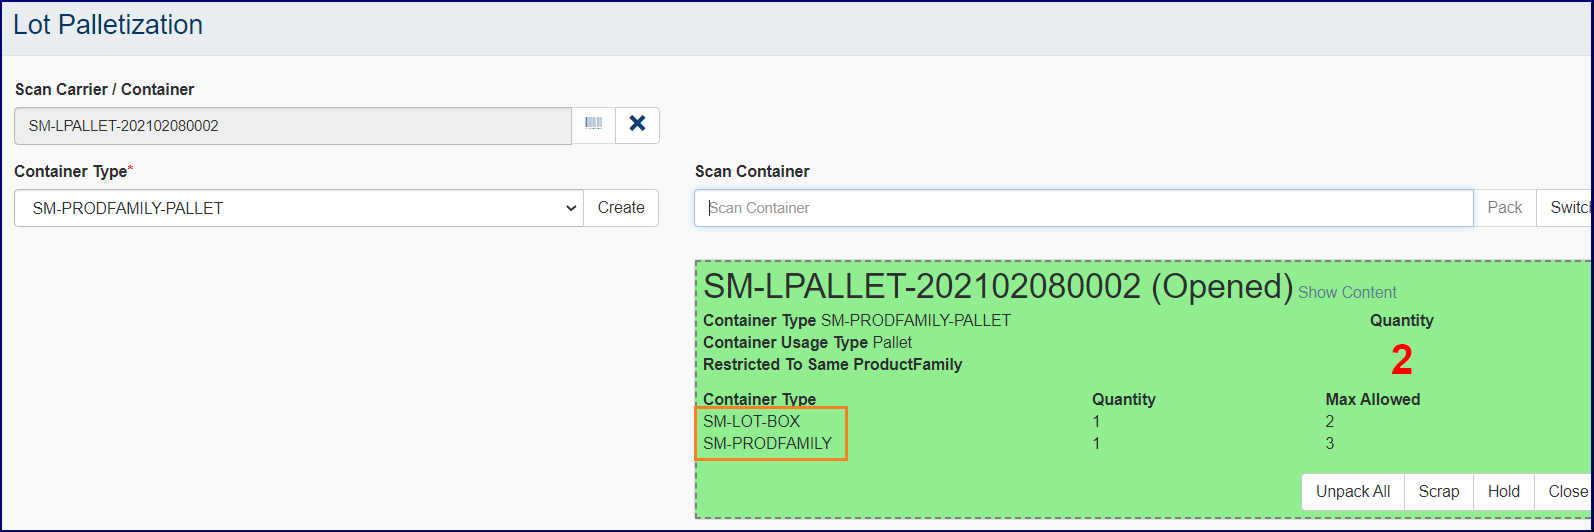 Lot Palletization
Scan Carrier / Container
SM-LPALLET-202102080002
Container Type*
SM-PRODFAMILY-PALLET
Create
Scan Container
Scan Container
Pack
Switch
SM-LPALLET-202102080002 (Opened) Show Content
Container Type SM-PRODFAMILY-PALLET
Quantity
Container Usage Type Pallet
2
Restricted To Same ProductFamily
Container Type Quantity Max Allowed
SM-LOT-BOX 1 2
SM-PRODFAMILY 1 3
Unpack All Scrap Hold Close